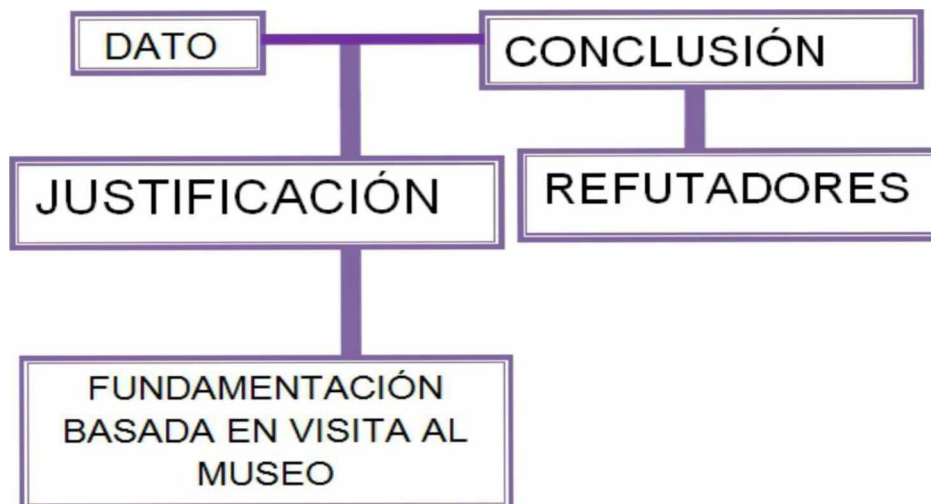 DATO
CONCLUSIÓN
JUSTIFICACIÓN
REFUTADORES
FUNDAMENTACIÓN
BASADA EN VISITA AL
MUSEO